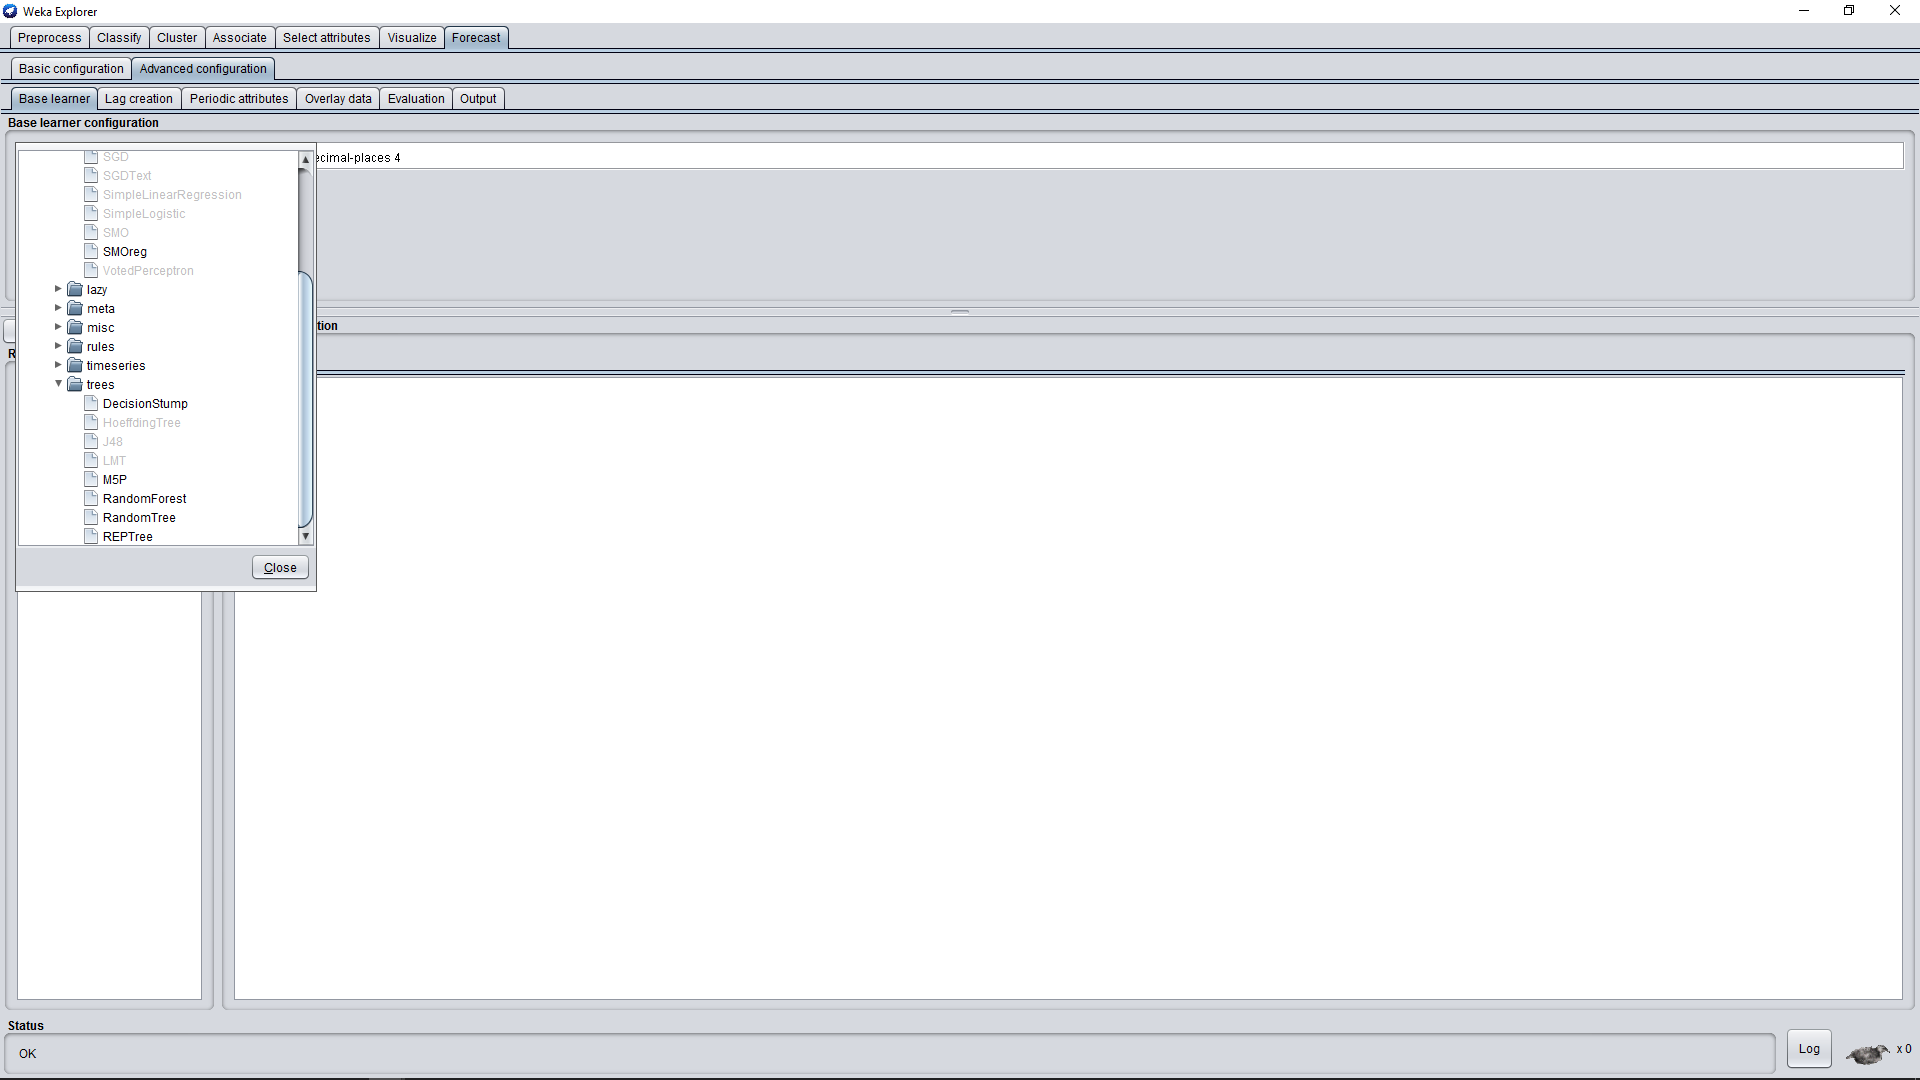 Weka Explorer
Preprocess Classify Cluster Associate Select attributes Visualize Forecast
Basic configuration Advanced configuration
Base learner Lag creation Periodic attributes Overlay data Evaluation Output
Base learner configuration
ecimal-places 4
SGD
SGDText
SimpleLinearRegression
SimpleLogistic
SMO
SMOreg
VotedPerceptron
lazy
meta
misc
tion
rules
R
timeseries
trees
DecisionStump
HoeffdingTree
J48
LMT
M5P
RandomForest
RandomTree
REPTree
Close
Status
OK
Log
x 0